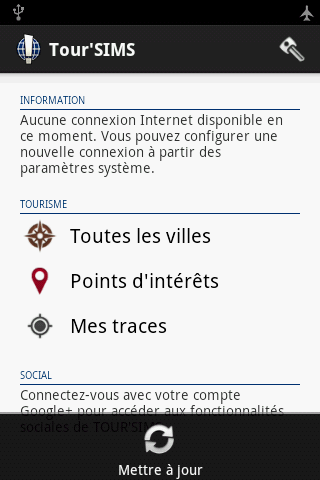 Tour'SIMS
INFORMATION
Aucune connexion Internet disponible en
ce moment. Vous pouvez configurer une
nouvelle connexion à partir des
paramètres système.
TOURISME
Toutes les villes
Points d'intérêts
Mes traces
SOCIAL
Connectez-vous avec votre compte
Google+ pour accéder aux fonctionnalités
sociales de TOUR'SIMS
Mettre à jour